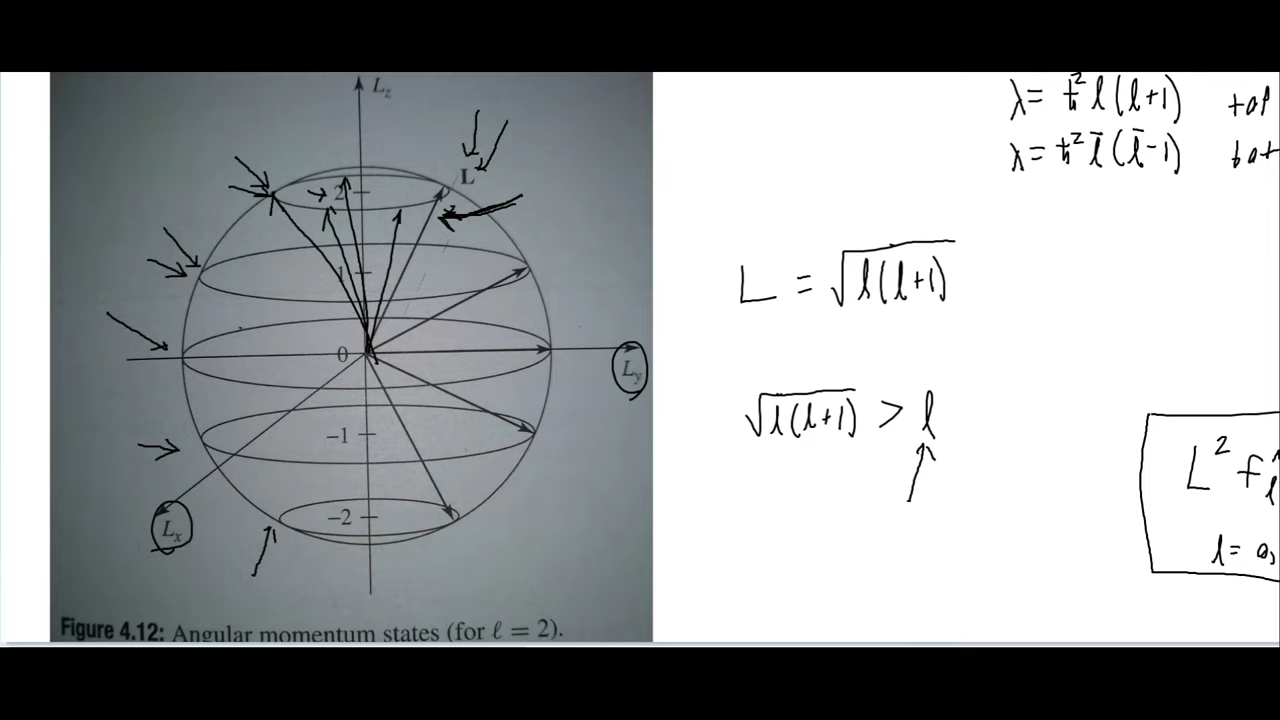 L_z
L
2
1
0
L_y
−1
−2
L_x
Figure 4.12: Angular momentum states (for ℓ = 2).
λ = ħ² l(l+1)
λ = ħ² l̄(l̄−1)
L = √l(l+1)
√l(l+1) > l
L² f
l = 0,